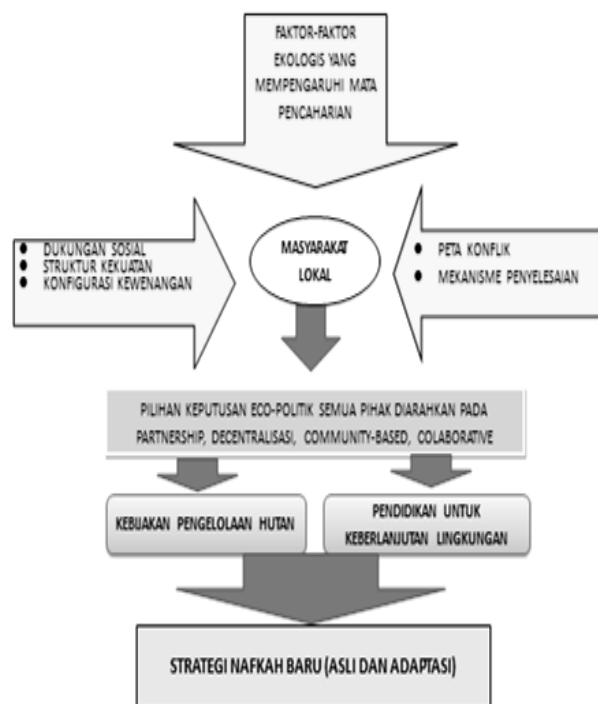 FAKTOR-FAKTOR
EKOLOGIS YANG
MEMPENGARUHI MATA
PENCAHARIAN
● DUKUNGAN SOSIAL
● STRUKTUR KEKUATAN
● KONFIGURASI KEWENANGAN
MASYARAKAT
LOKAL
● PETA KONFLIK
● MEKANISME PENYELESAIAN
PILIHAN KEPUTUSAN ECO-POLITIK SEMUA PIHAK DIARAHKAN PADA
PARTNERSHIP, DECENTRALISASI, COMMUNITY-BASED, COLABORATIVE
KEBIJAKAN PENGELOLAAN HUTAN
PENDIDIKAN UNTUK
KEBERLANJUTAN LINGKUNGAN
STRATEGI NAFKAH BARU (ASLI DAN ADAPTASI)